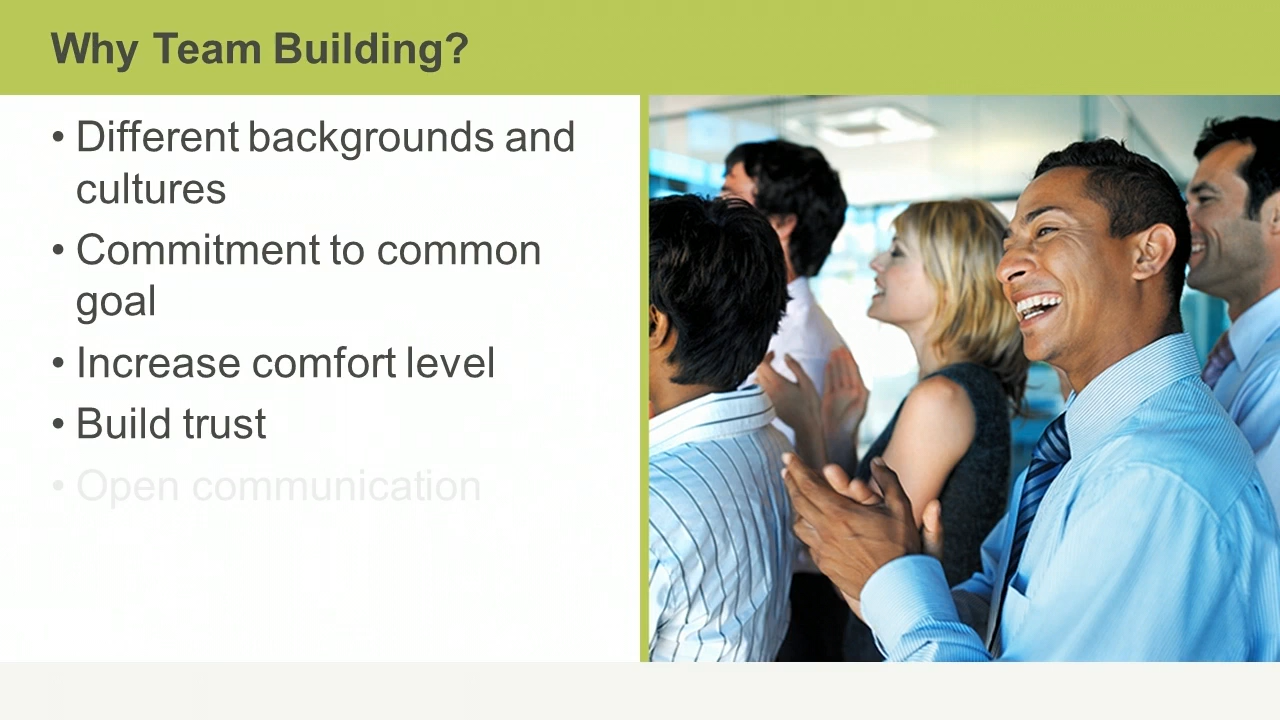 Why Team Building?
• Different backgrounds and
cultures
• Commitment to common
goal
• Increase comfort level
• Build trust
• Open communication